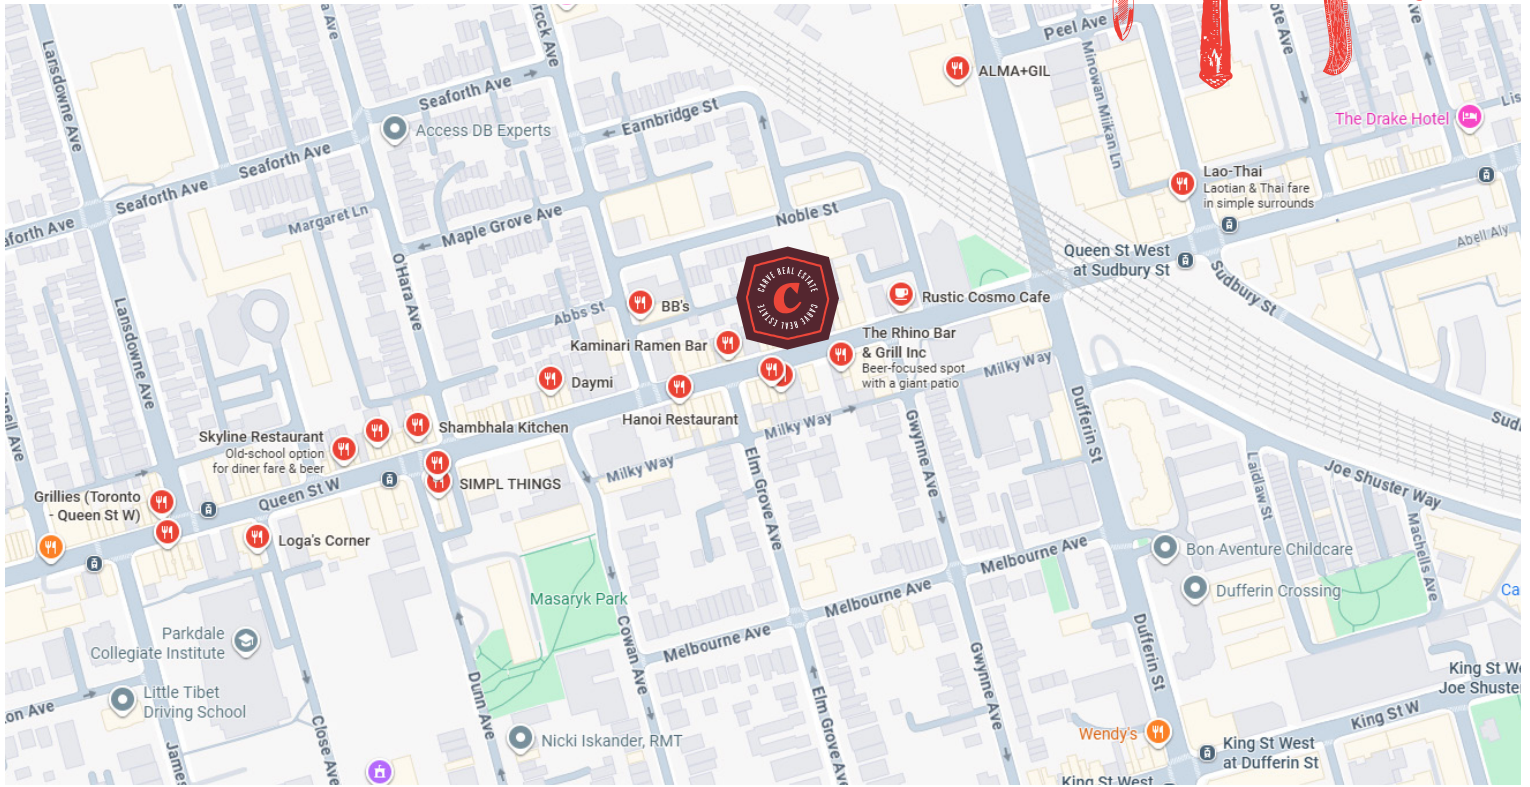 Lansdowne Ave
Peel Ave
ALMA+GIL
Minowan Miikan Ln
Seaforth Ave
Earnbridge St
Access DB Experts
The Drake Hotel
Seaforth Ave
Lao-Thai
Laotian & Thai fare
in simple surrounds
Seaforth Ave
Margaret Ln
Maple Grove Ave
Noble St
Abell Aly
Queen St West
at Sudbury St
Sudbury St
O'Hara Ave
CARVE REAL ESTATE
C
CARVE REAL ESTATE
Rustic Cosmo Cafe
BB's
Abbs St
Lansdowne Ave
Kaminari Ramen Bar
The Rhino Bar
& Grill Inc
Beer-focused spot
with a giant patio
Milky Way
Daymi
Hanoi Restaurant
Dufferin St
Shambhala Kitchen
Skyline Restaurant
Old-school option
for diner fare & beer
Milky Way
Gwynne Ave
Milky Way
Elm Grove Ave
Joe Shuster Way
Laidlaw St
SIMPL THINGS
Queen St W
Grillies (Toronto
- Queen St W)
Loga's Corner
Machells Ave
Melbourne Ave
Bon Aventure Childcare
Dufferin Crossing
Masaryk Park
Melbourne Ave
Cowan Ave
Parkdale
Collegiate Institute
Melbourne Ave
Dufferin St
Gwynne Ave
Little Tibet
Driving School
Dunn Ave
Elm Grove Ave
Close Ave
James
Nicki Iskander, RMT
Wendy's
King St W
Joe Shuster
King St W
King St West
at Dufferin St
King St West